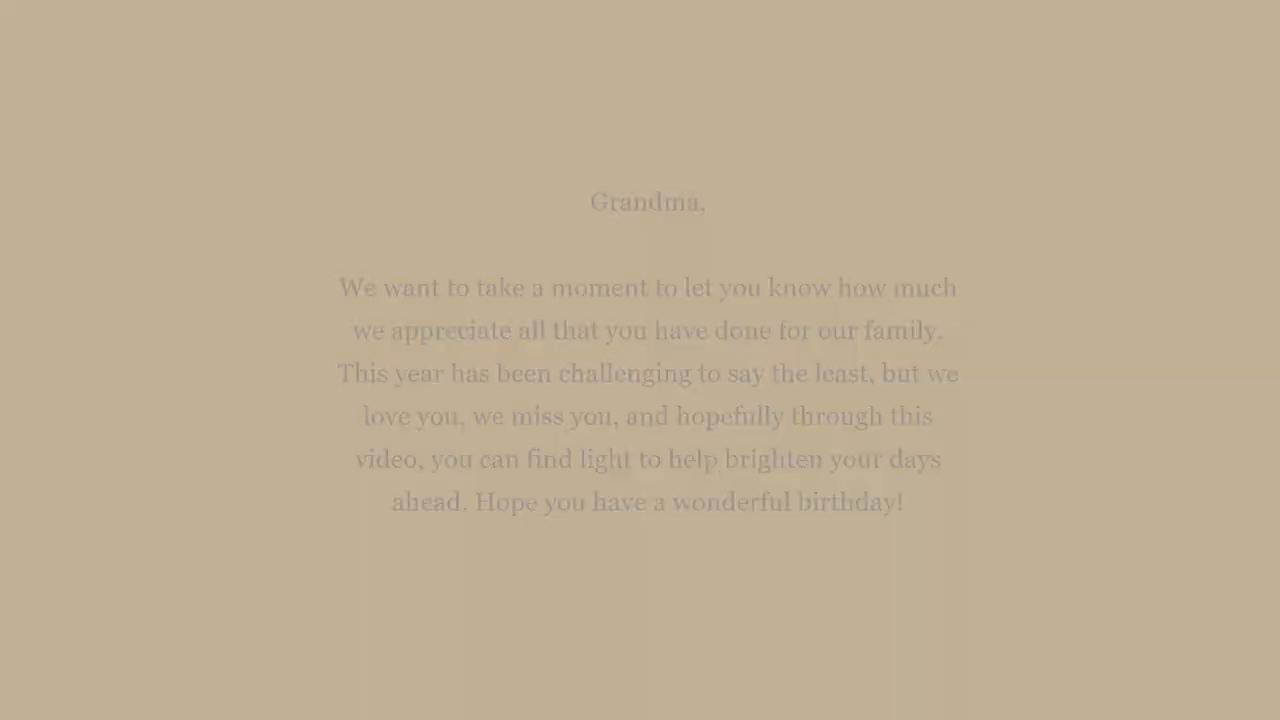 Grandma,
We want to take a moment to let you know how much
we appreciate all that you have done for our family.
This year has been challenging to say the least, but we
love you, we miss you, and hopefully through this
video, you can find light to help brighten your days
ahead. Hope you have a wonderful birthday!